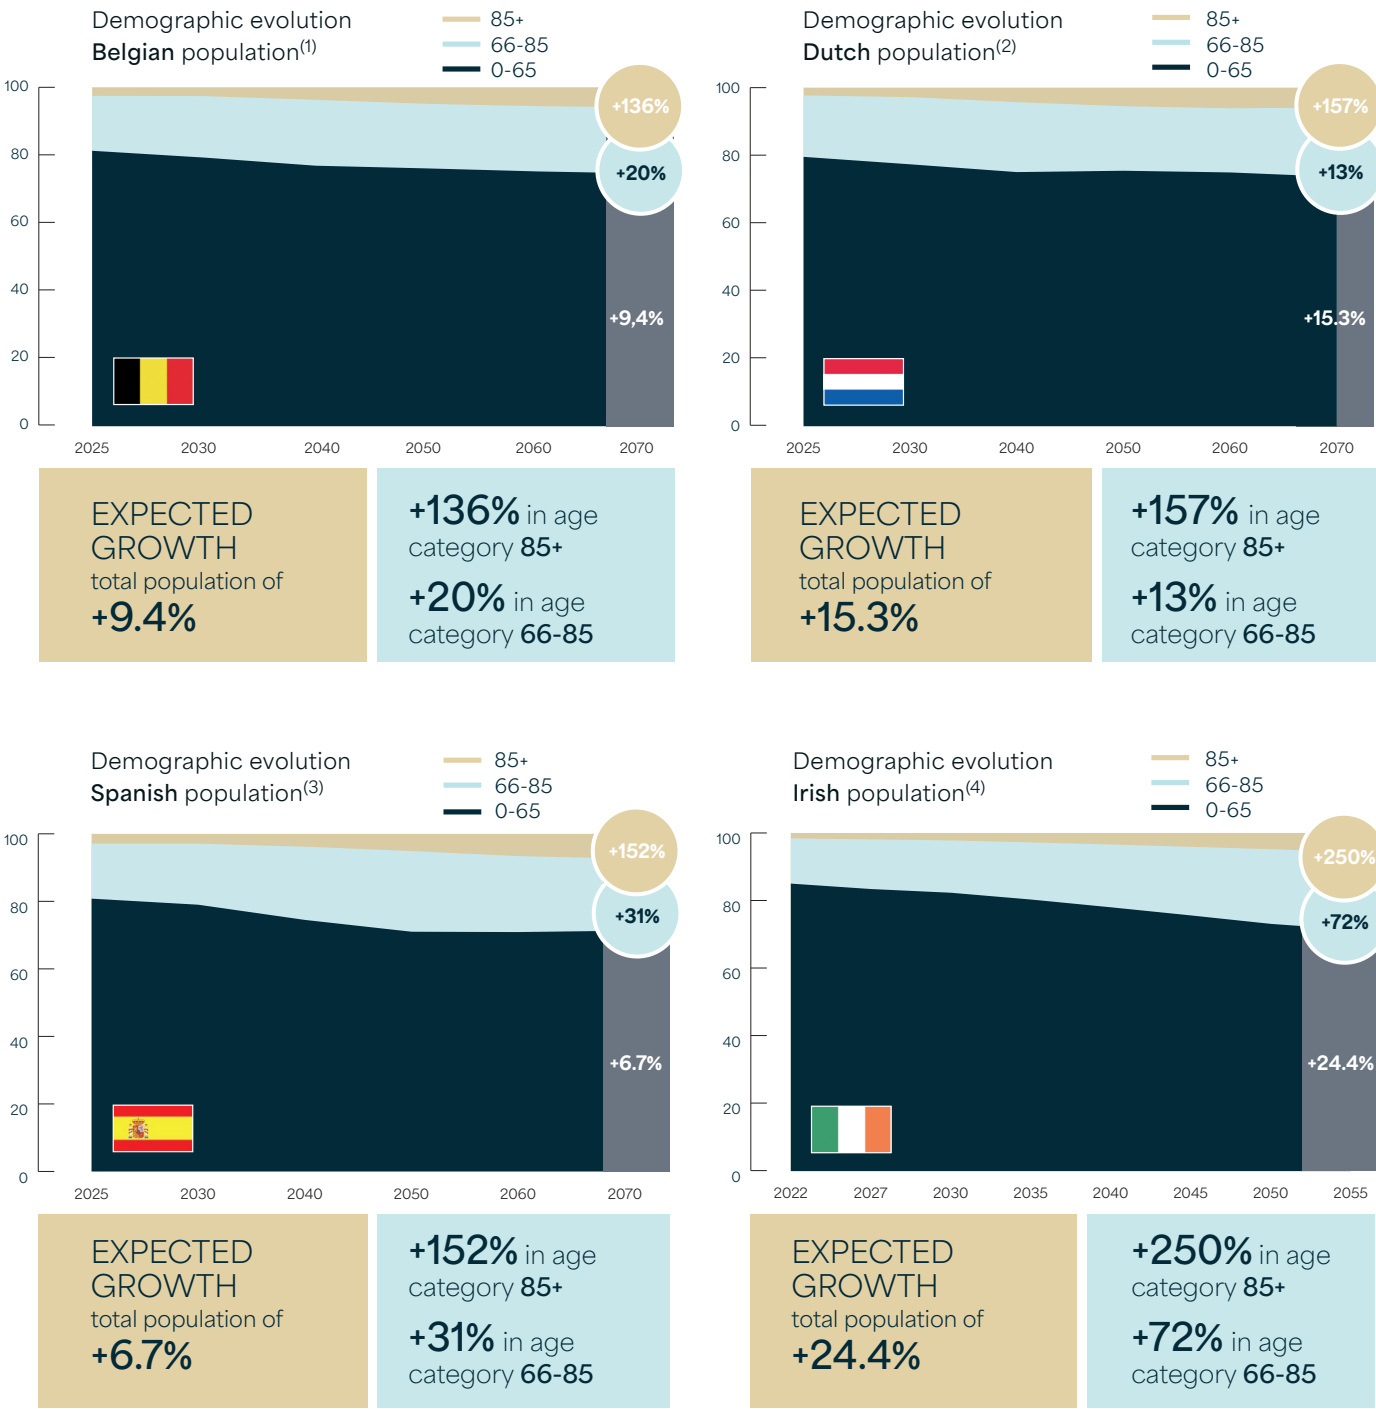 Demographic evolution
Belgian population(1)
85+
66-85
0-65
100
80
60
40
20
0
+136%
+20%
+9,4%
2025 2030 2040 2050 2060 2070
EXPECTED
GROWTH
total population of
+9.4%
+136% in age
category 85+
+20% in age
category 66-85
Demographic evolution
Dutch population(2)
85+
66-85
0-65
100
80
60
40
20
0
+157%
+13%
+15.3%
2025 2030 2040 2050 2060 2070
EXPECTED
GROWTH
total population of
+15.3%
+157% in age
category 85+
+13% in age
category 66-85
Demographic evolution
Spanish population(3)
85+
66-85
0-65
100
80
60
40
20
0
+152%
+31%
+6.7%
2025 2030 2040 2050 2060 2070
EXPECTED
GROWTH
total population of
+6.7%
+152% in age
category 85+
+31% in age
category 66-85
Demographic evolution
Irish population(4)
85+
66-85
0-65
100
80
60
40
20
0
+250%
+72%
+24.4%
2022 2027 2030 2035 2040 2045 2050 2055
EXPECTED
GROWTH
total population of
+24.4%
+250% in age
category 85+
+72% in age
category 66-85